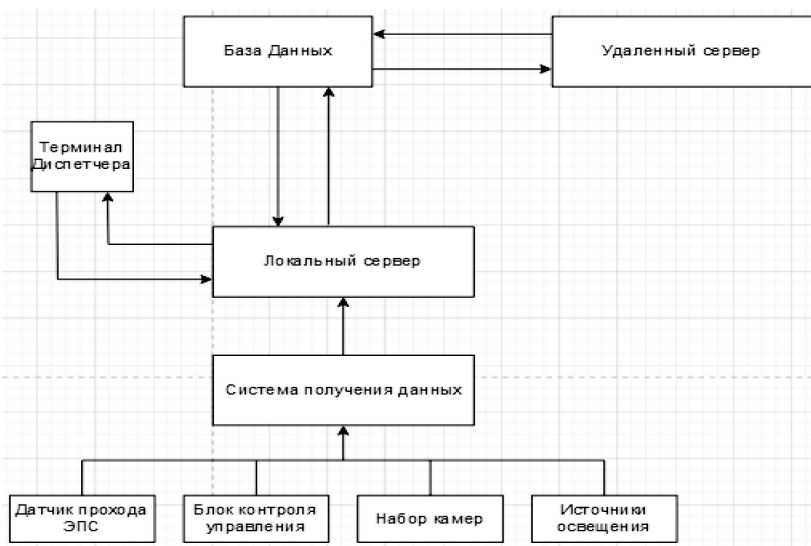 База Данных
Удаленный сервер
Терминал
Диспетчера
Локальный сервер
Система получения данных
Датчик прохода
ЭПС
Блок контроля
управления
Набор камер
Источники
освещения